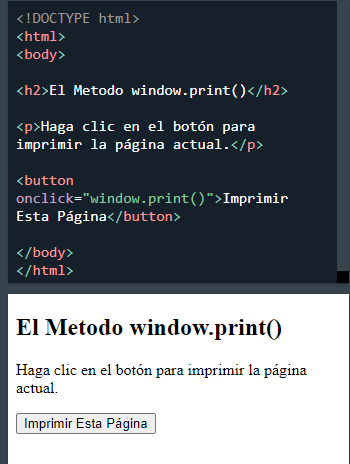 <!DOCTYPE html>
<html>
<body>
<h2>El Metodo window.print()</h2>
<p>Haga clic en el botón para
imprimir la página actual.</p>
<button
onclick="window.print()">Imprimir
Esta Página</button>
</body>
</html>
El Metodo window.print()
Haga clic en el botón para imprimir la página
actual.
Imprimir Esta Página